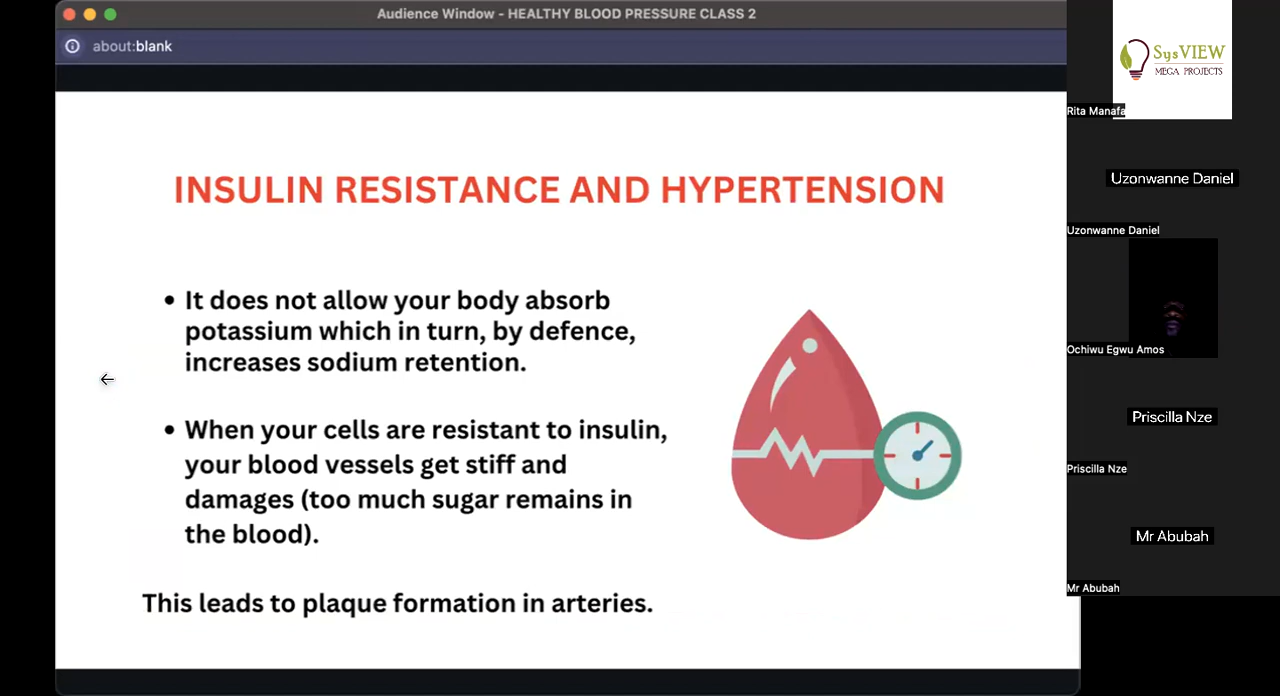 Audience Window - HEALTHY BLOOD PRESSURE CLASS 2
about:blank
INSULIN RESISTANCE AND HYPERTENSION
• It does not allow your body absorb
potassium which in turn, by defence,
increases sodium retention.
• When your cells are resistant to insulin,
your blood vessels get stiff and
damages (too much sugar remains in
the blood).
This leads to plaque formation in arteries.
SysVIEW
MEGA PROJECTS
Rita Manafa
Uzonwanne Daniel
Uzonwanne Daniel
Ochiwu Egwu Amos
Priscilla Nze
Priscilla Nze
Mr Abubah
Mr Abubah